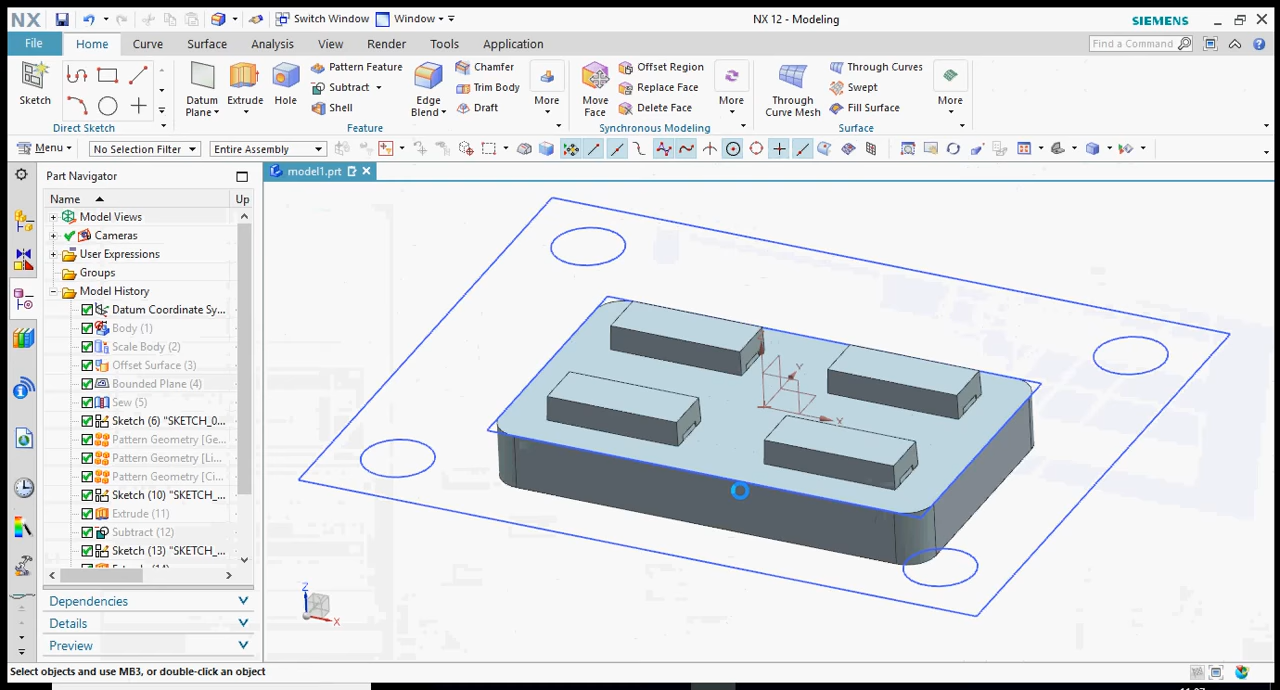 NX
Switch Window
Window
NX 12 - Modeling
SIEMENS
File
Home
Curve
Surface
Analysis
View
Render
Tools
Application
Find a Command
Sketch
Direct Sketch
Datum
Plane
Extrude
Hole
Pattern Feature
Subtract
Shell
Edge
Blend
Chamfer
Trim Body
Draft
More
Feature
Move
Face
Offset Region
Replace Face
Delete Face
More
Synchronous Modeling
Through
Curve Mesh
Through Curves
Swept
Fill Surface
More
Surface
Menu
No Selection Filter
Entire Assembly
Part Navigator
model1.prt
Name
Up
Model Views
Cameras
User Expressions
Groups
Model History
Datum Coordinate Sy...
Body (1)
Scale Body (2)
Offset Surface (3)
Bounded Plane (4)
Sew (5)
Sketch (6) "SKETCH_0...
Pattern Geometry [Ge...
Pattern Geometry [Li...
Pattern Geometry [Ci...
Sketch (10) "SKETCH_...
Extrude (11)
Subtract (12)
Sketch (13) "SKETCH_...
Dependencies
Details
Preview
Y
X
Z
X
Select objects and use MB3, or double-click an object